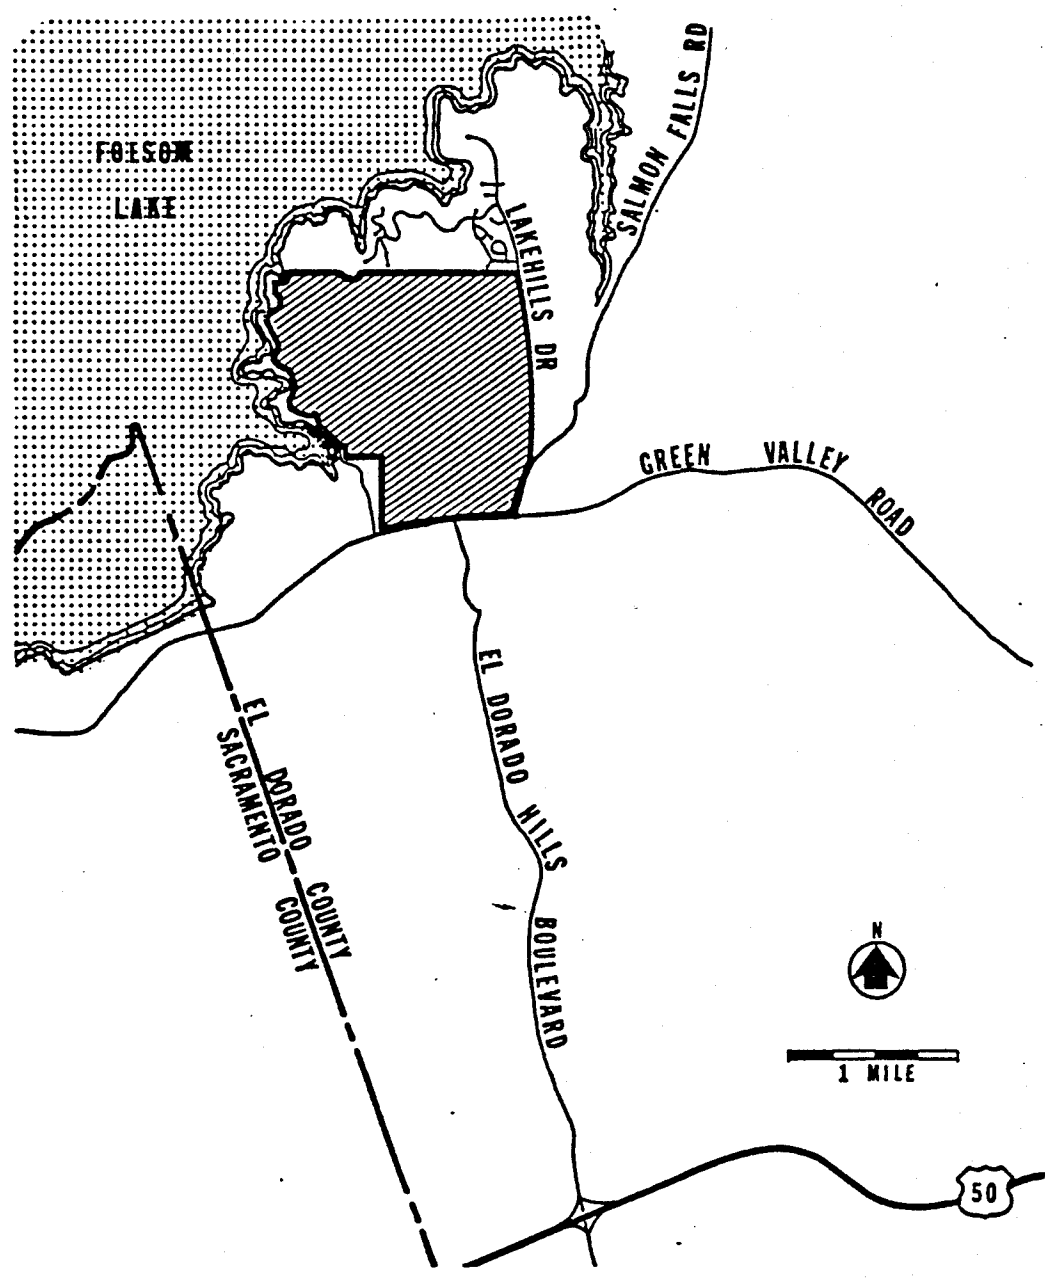 FOLSOM
LAKE
SALMON FALLS RD
LAKEHILLS DR
GREEN VALLEY ROAD
EL DORADO HILLS BOULEVARD
EL DORADO COUNTY
SACRAMENTO COUNTY
N
1 MILE
50